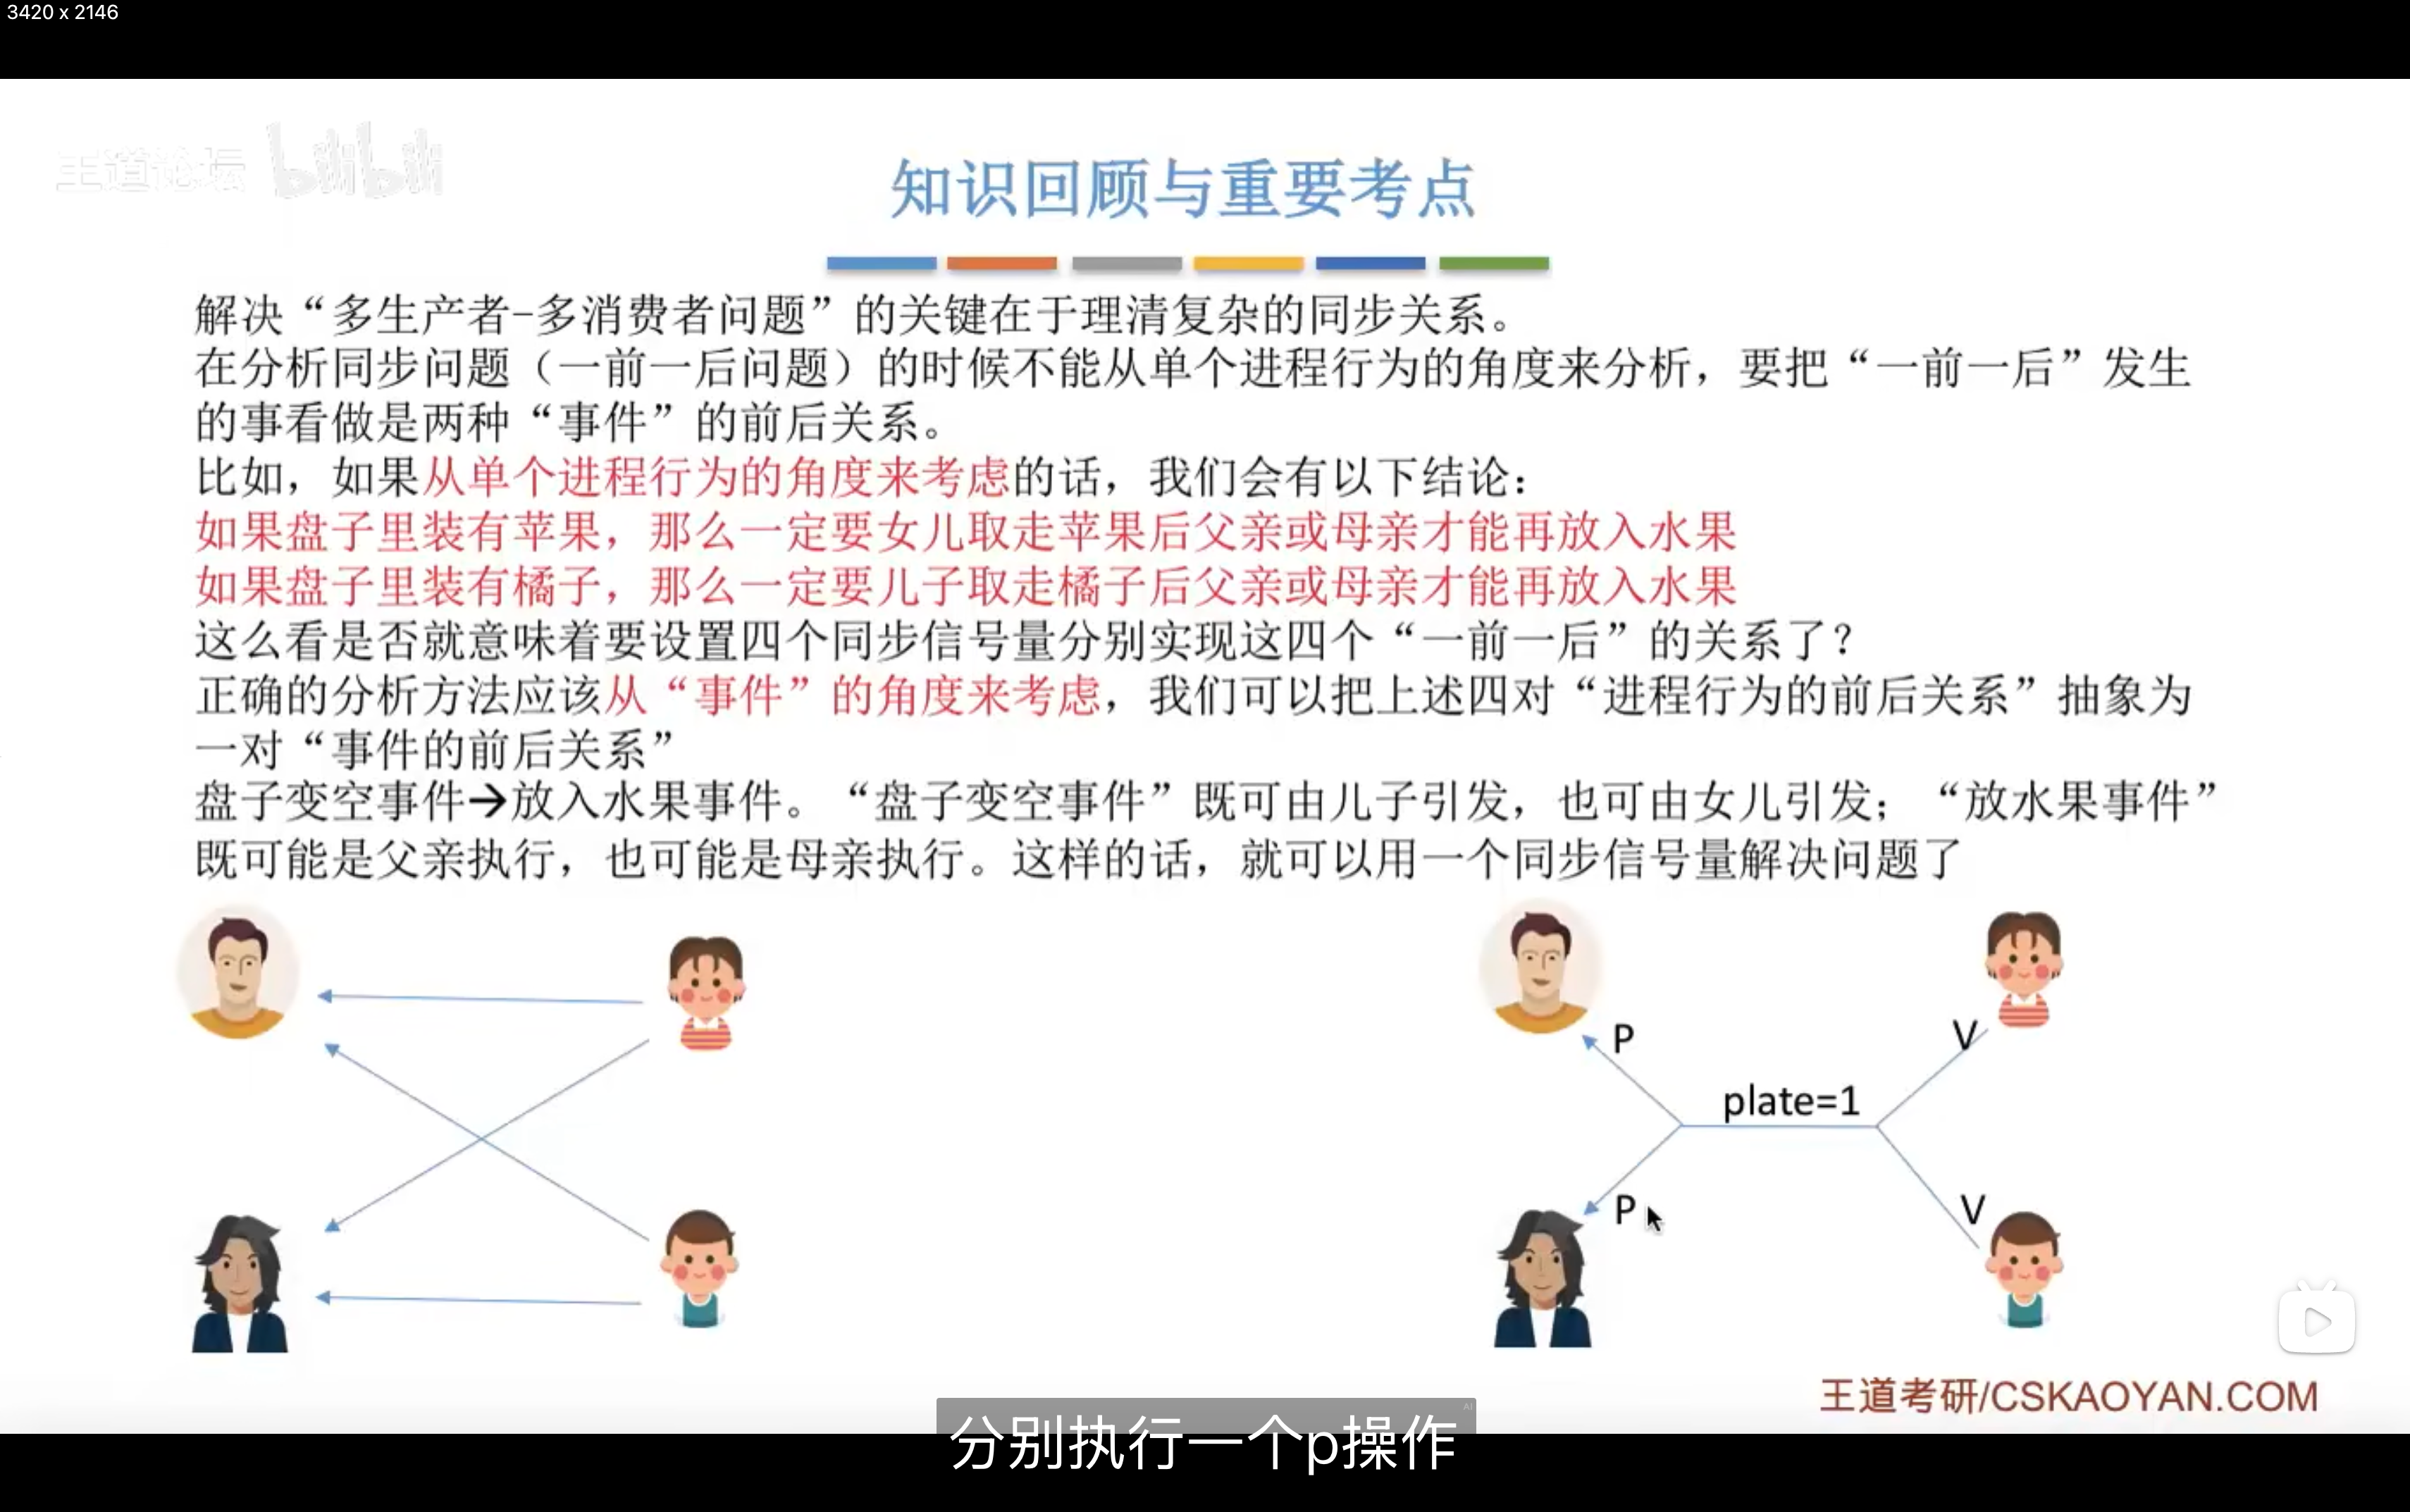 3420 x 2146
王道论坛 bilibili
知识回顾与重要考点
解决“多生产者-多消费者问题”的关键在于理清复杂的同步关系。
在分析同步问题（一前一后问题）的时候不能从单个进程行为的角度来分析，要把“一前一后”发生
的事看做是两种“事件”的前后关系。
比如，如果从单个进程行为的角度来考虑的话，我们会有以下结论：
如果盘子里装有苹果，那么一定要女儿取走苹果后父亲或母亲才能再放入水果
如果盘子里装有橘子，那么一定要儿子取走橘子后父亲或母亲才能再放入水果
这么看是否就意味着要设置四个同步信号量分别实现这四个“一前一后”的关系了？
正确的分析方法应该从“事件”的角度来考虑，我们可以把上述四对“进程行为的前后关系”抽象为
一对“事件的前后关系”
盘子变空事件→放入水果事件。“盘子变空事件”既可由儿子引发，也可由女儿引发；“放水果事件”
既可能是父亲执行，也可能是母亲执行。这样的话，就可以用一个同步信号量解决问题了
P
V
plate=1
P
V
王道考研/CSKAOYAN.COM
AI
分别执行一个p操作